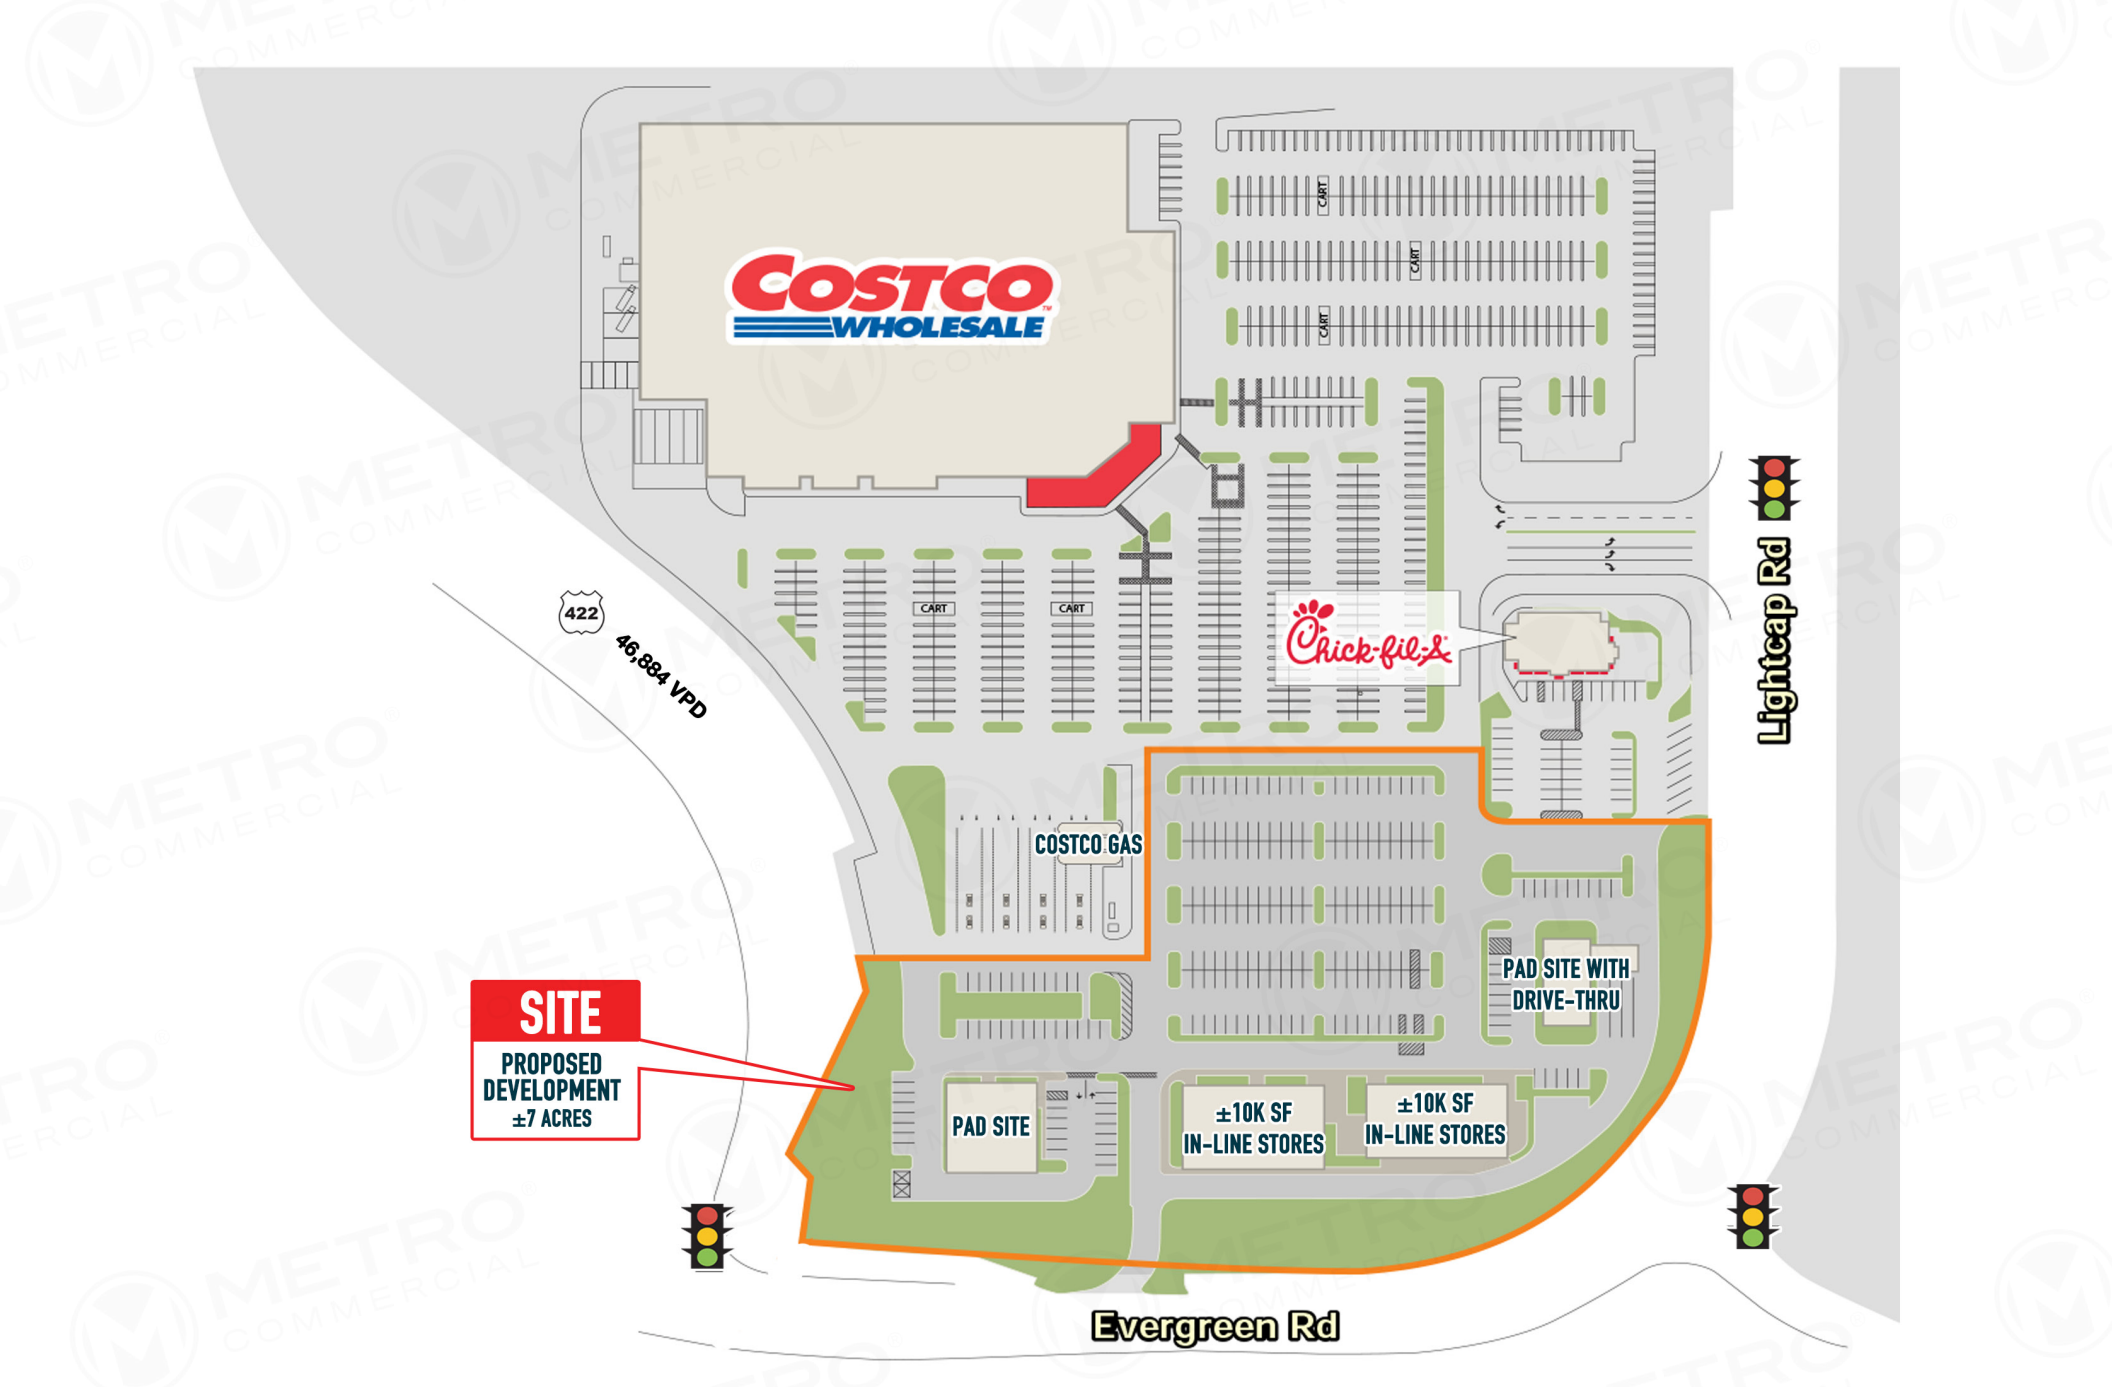 METRO
COMMERCIAL
COSTCO
WHOLESALE
CART
CART
CART
CART
CART
422
46,884 VPD
Chick-fil-A
Lightcap Rd
COSTCO GAS
SITE
PROPOSED
DEVELOPMENT
±7 ACRES
PAD SITE WITH
DRIVE-THRU
PAD SITE
±10K SF
IN-LINE STORES
±10K SF
IN-LINE STORES
Evergreen Rd